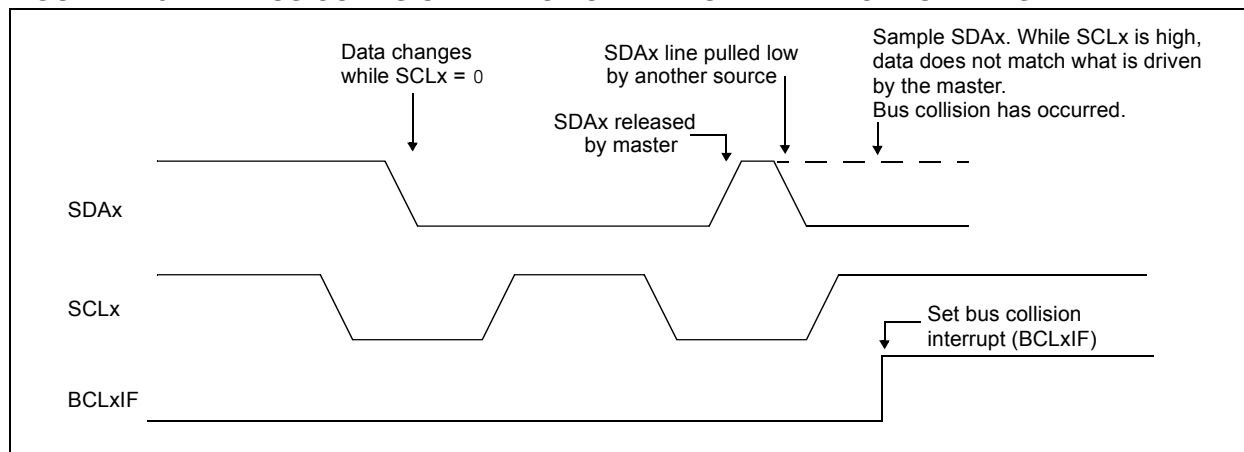 Data changes
while SCLx = 0
SDAx line pulled low
by another source
Sample SDAx. While SCLx is high,
data does not match what is driven
by the master.
Bus collision has occurred.
SDAx released
by master
SDAx
SCLx
Set bus collision
interrupt (BCLxIF)
BCLxIF